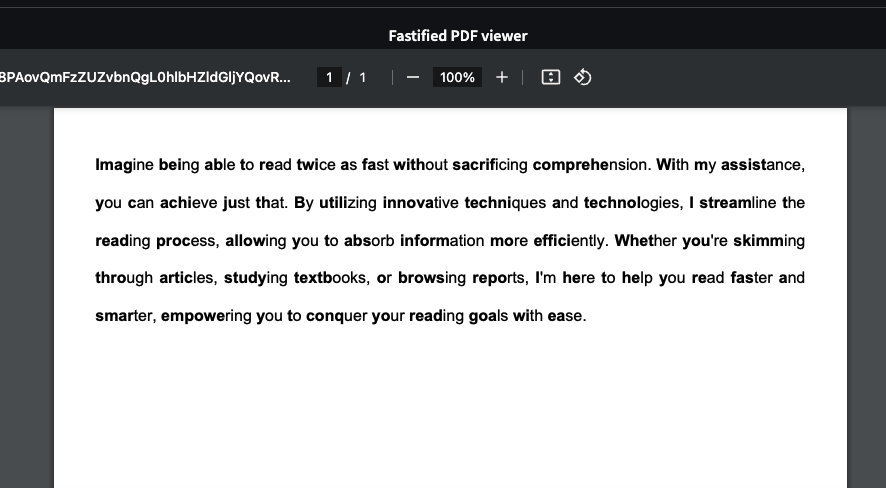 Fastified PDF viewer
8PAovQmFzZUZvbnQgL0hlbHZldGljYQovR... 1 / 1 100%
Imagine being able to read twice as fast without sacrificing comprehension. With my assistance,
you can achieve just that. By utilizing innovative techniques and technologies, I streamline the
reading process, allowing you to absorb information more efficiently. Whether you're skimming
through articles, studying textbooks, or browsing reports, I'm here to help you read faster and
smarter, empowering you to conquer your reading goals with ease.